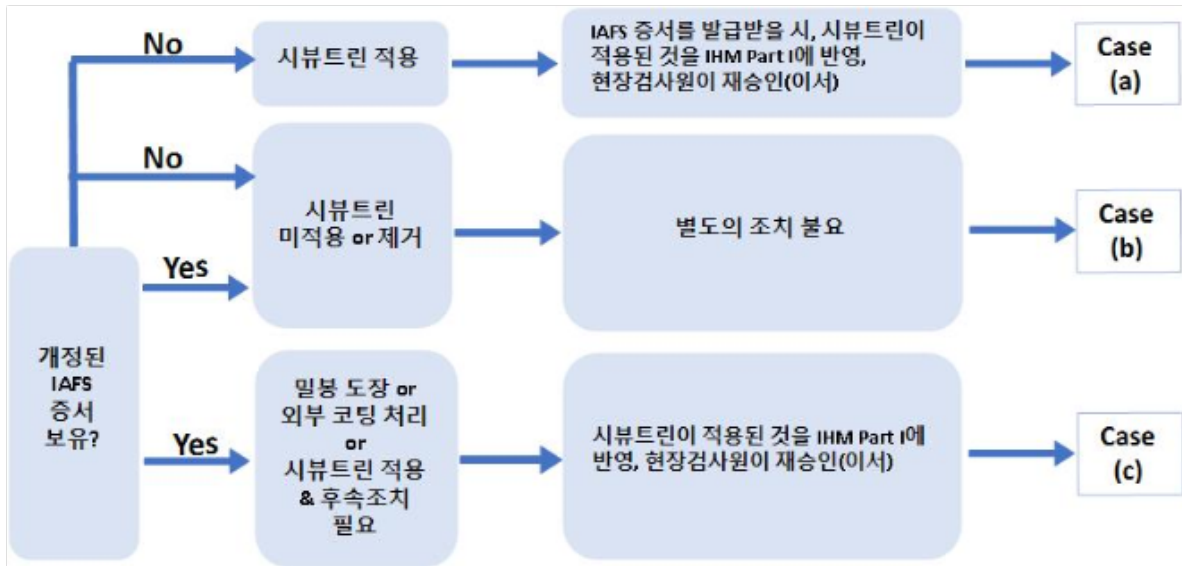 No
시뷰트린 적용
IAFS 증서를 발급받을 시, 시뷰트린이
적용된 것을 IHM Part I에 반영,
현장검사원이 재승인(이서)
Case
(a)
No
시뷰트린
미적용 or 제거
별도의 조치 불요
Case
(b)
Yes
개정된
IAFS
증서
보유?
Yes
밀봉 도장 or
외부 코팅 처리
or
시뷰트린 적용
& 후속조치
필요
시뷰트린이 적용된 것을 IHM Part I에
반영, 현장검사원이 재승인(이서)
Case
(c)